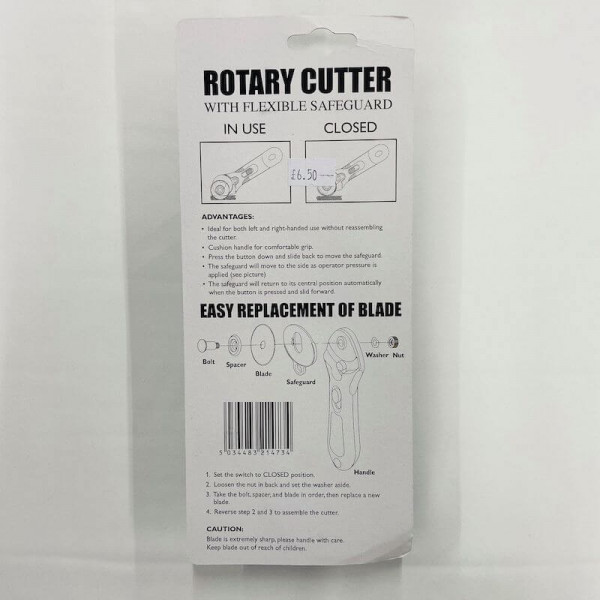 ROTARY CUTTER
WITH FLEXIBLE SAFEGUARD
IN USE CLOSED
£6.50
ADVANTAGES:
• Ideal for both left and right-handed use without reassembling
the cutter.
• Cushion handle for comfortable grip.
• Press the button down and slide back to move the safeguard.
• The safeguard will move to the side as operator pressure is
applied (see picture)
• The safeguard will return to its central position automatically
when the button is pressed and slid forward.
EASY REPLACEMENT OF BLADE
Bolt Spacer Blade Safeguard Washer Nut
Handle
5 034483 214734
1. Set the switch to CLOSED position.
2. Loosen the nut in back and set the washer aside.
3. Take the bolt, spacer, and blade in order, then replace a new
blade.
4. Reverse step 2 and 3 to assemble the cutter.
CAUTION:
Blade is extremely sharp, please handle with care.
Keep blade out of reach of children.